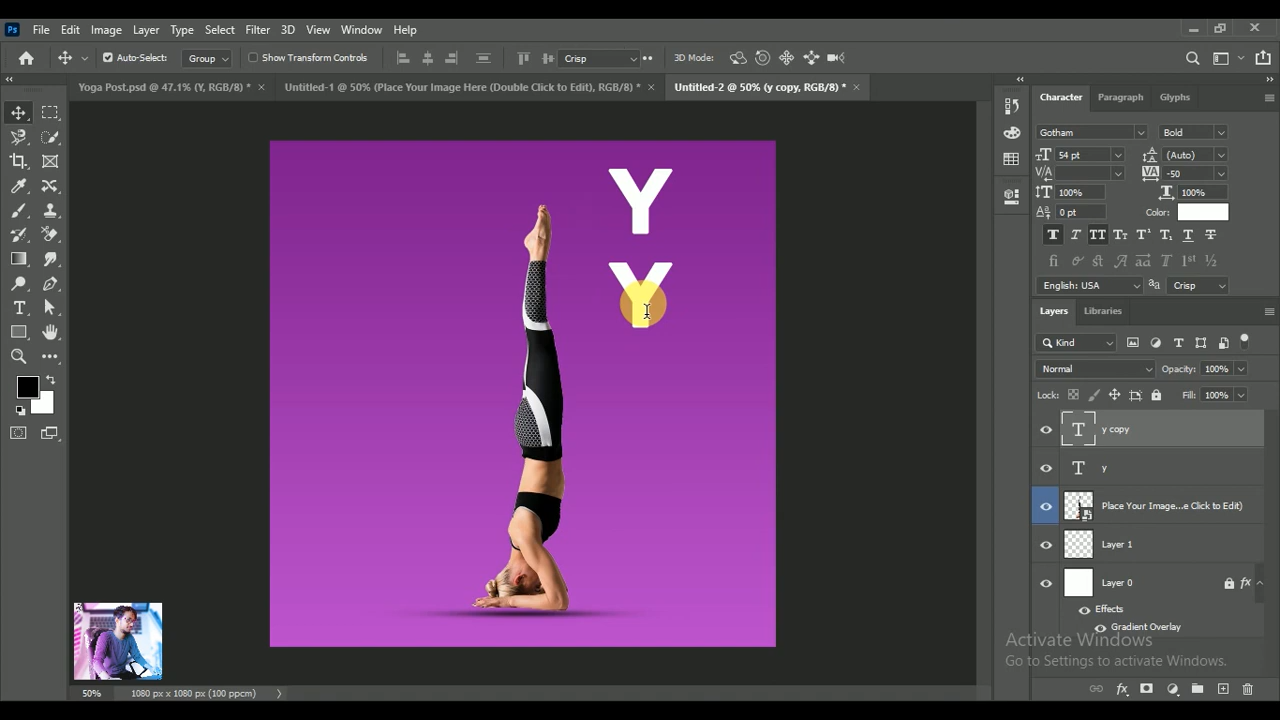 Ps File Edit Image Layer Type Select Filter 3D View Window Help
Auto-Select: Group Show Transform Controls Crisp 3D Mode:
Yoga Post.psd @ 47.1% (Y, RGB/8) * × Untitled-1 @ 50% (Place Your Image Here (Double Click to Edit), RGB/8) * × Untitled-2 @ 50% (y copy, RGB/8) * ×
Character Paragraph Glyphs
Gotham Bold
54 pt (Auto)
-50
100% 100%
0 pt Color:
English: USA Crisp
Layers Libraries
Kind
Normal Opacity: 100%
Lock: Fill: 100%
y copy
y
Place Your Image...e Click to Edit)
Layer 1
Layer 0 fx
Effects
Gradient Overlay
Y
Y
Activate Windows
Go to Settings to activate Windows.
50% 1080 px x 1080 px (100 ppcm)